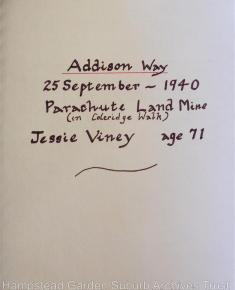 Addison Way
25 September ~ 1940
Parachute Land Mine
(in Coleridge Walk)
Jessie Viney age 71
Hampstead Garden Suburb Archives Trust